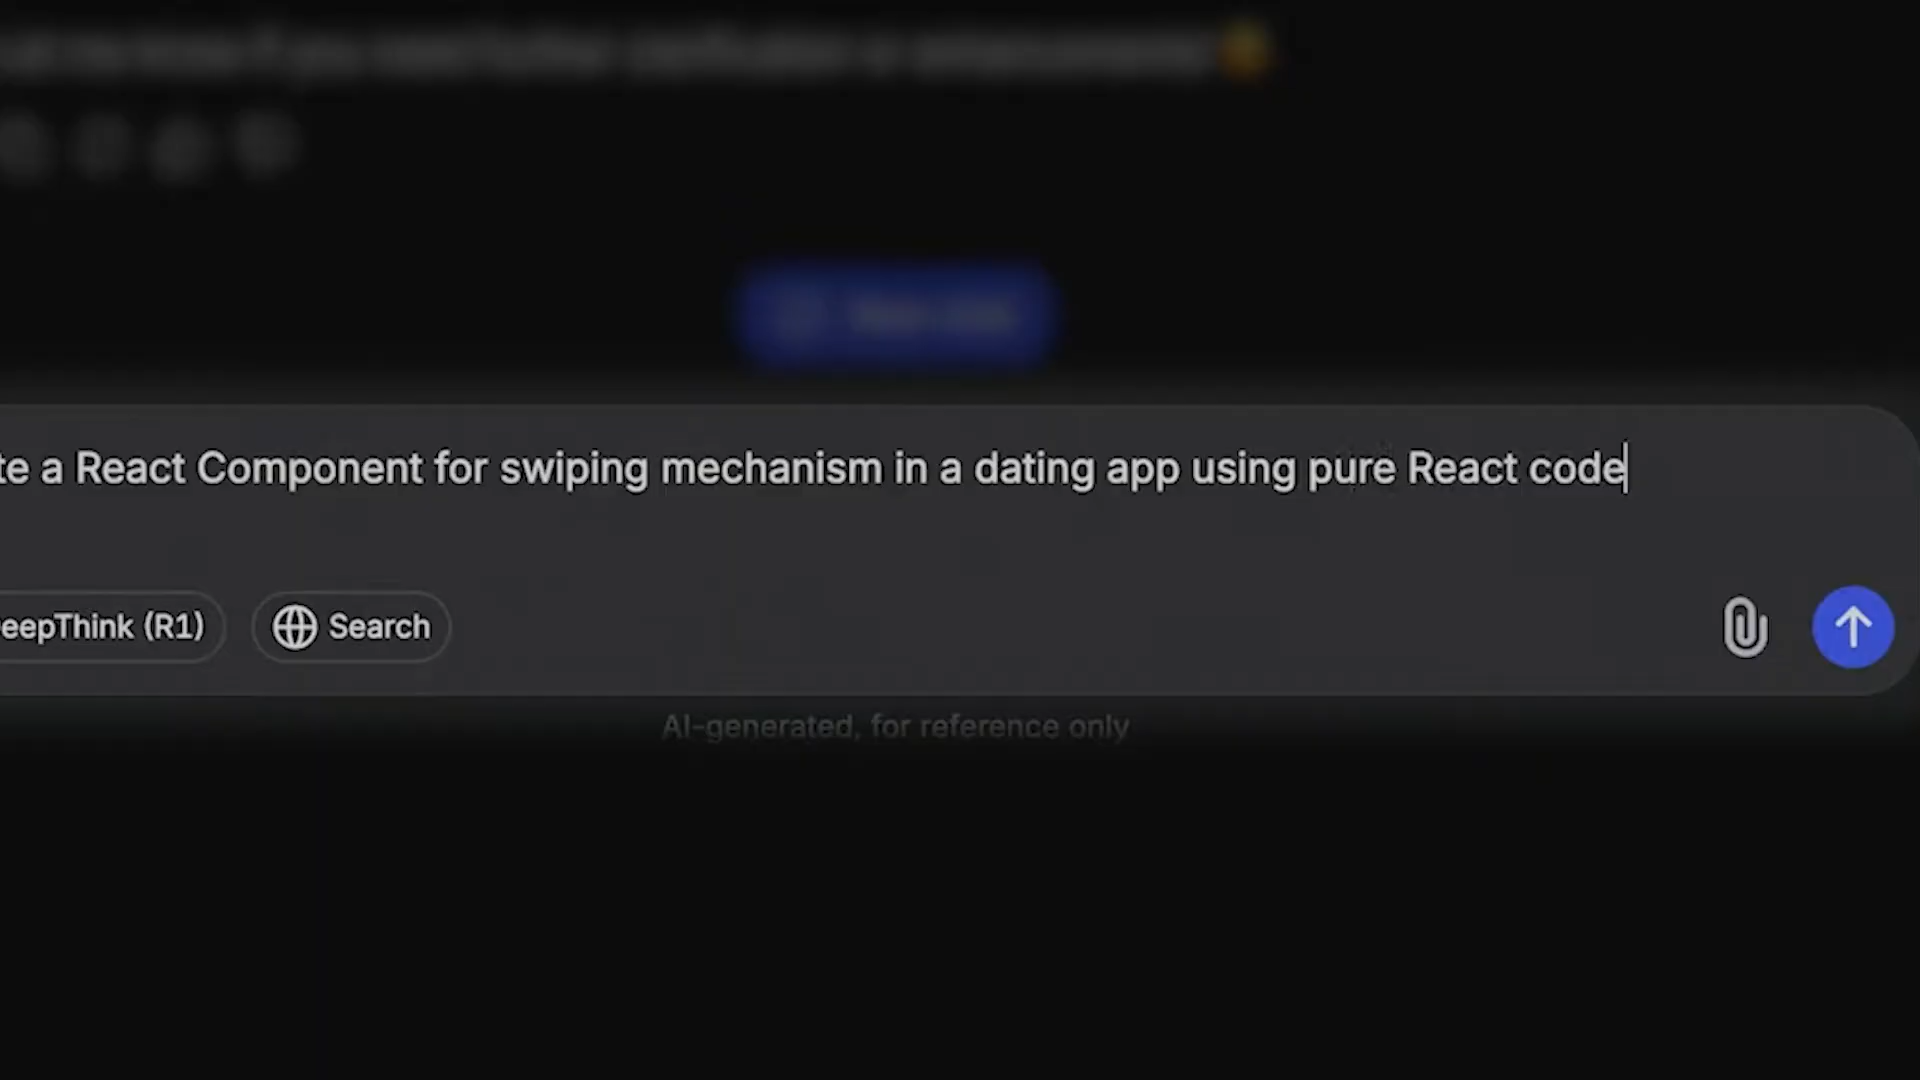 te a React Component for swiping mechanism in a dating app using pure React code
eepThink (R1)
Search
AI-generated, for reference only